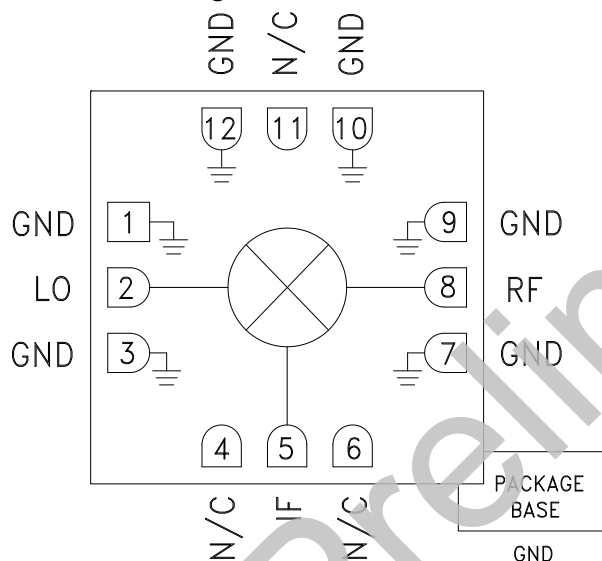 GND N/C GND
12 11 10
GND 1 9 GND
LO 2 8 RF
GND 3 7 GND
4 5 6
N/C IF N/C
PACKAGE
BASE
GND
Prelim